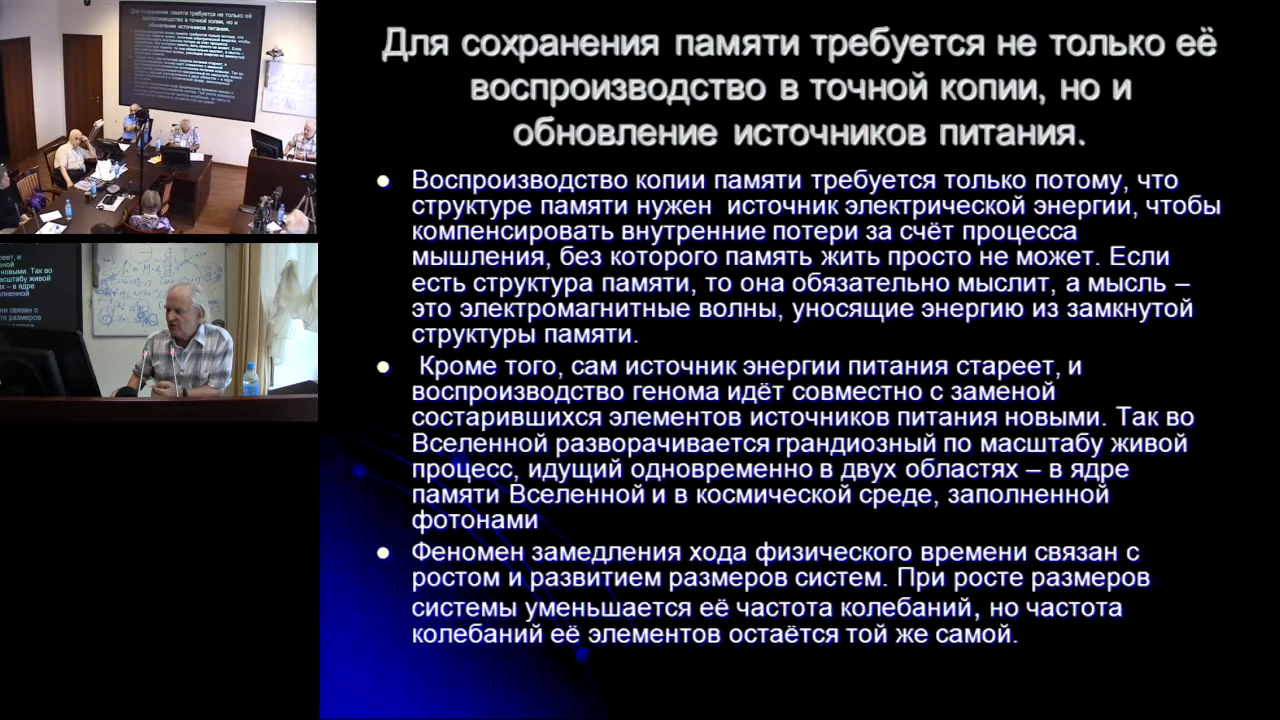 Для сохранения памяти требуется не только её
воспроизводство в точной копии, но и
обновление источников питания.
Воспроизводство копии памяти требуется только потому, что
структуре памяти нужен источник электрической энергии, чтобы
компенсировать внутренние потери за счёт процесса
мышления, без которого память жить просто не может. Если
есть структура памяти, то она обязательно мыслит, а мысль –
это электромагнитные волны, уносящие энергию из замкнутой
структуры памяти.
Кроме того, сам источник энергии питания стареет, и
воспроизводство генома идёт совместно с заменой
состарившихся элементов источников питания новыми. Так во
Вселенной разворачивается грандиозный по масштабу живой
процесс, идущий одновременно в двух областях – в ядре
памяти Вселенной и в космической среде, заполненной
фотонами
Феномен замедления хода физического времени связан с
ростом и развитием размеров систем. При росте размеров
системы уменьшается её частота колебаний, но частота
колебаний её элементов остаётся той же самой.